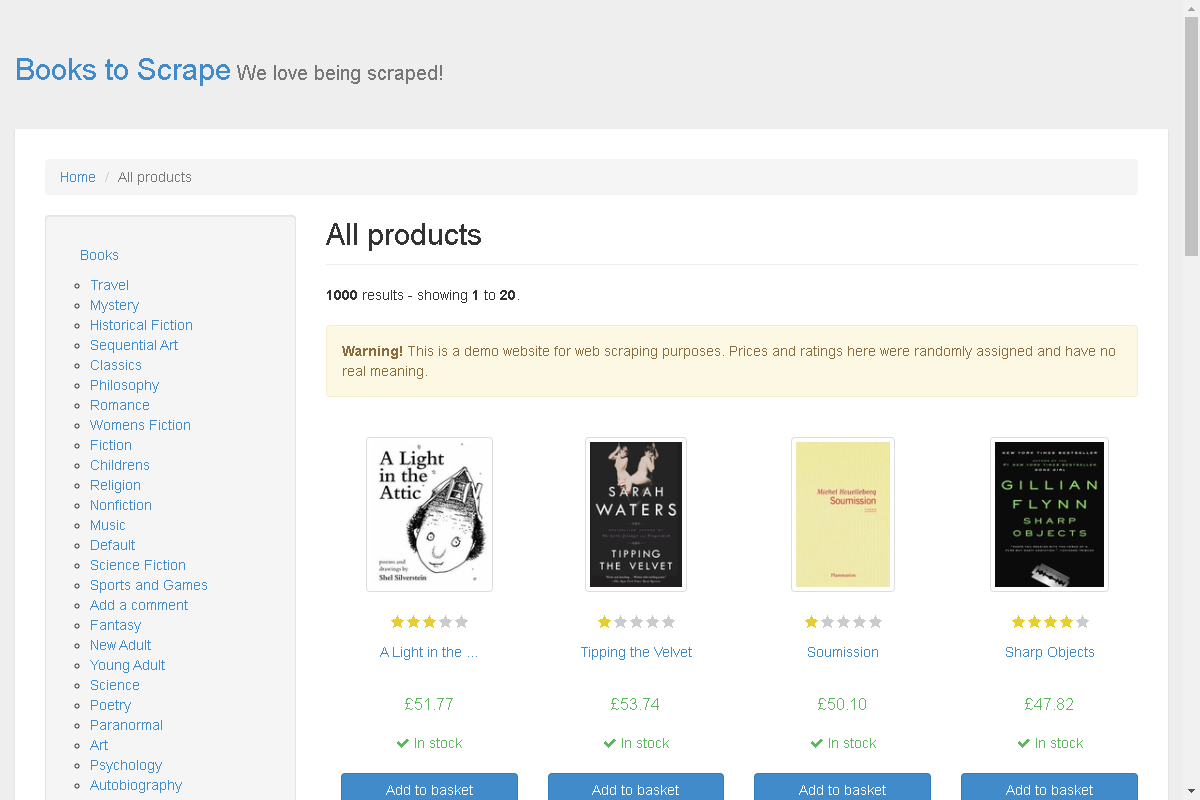 Books to Scrape We love being scraped!
Home / All products
Books
Travel
Mystery
Historical Fiction
Sequential Art
Classics
Philosophy
Romance
Womens Fiction
Fiction
Childrens
Religion
Nonfiction
Music
Default
Science Fiction
Sports and Games
Add a comment
Fantasy
New Adult
Young Adult
Science
Poetry
Paranormal
Art
Psychology
Autobiography
All products
1000 results - showing 1 to 20.
Warning! This is a demo website for web scraping purposes. Prices and ratings here were randomly assigned and have no
real meaning.
A Light
in the
Attic
poems and
drawings by
Shel Silverstein
SARAH
WATERS
TIPPING
THE VELVET
Michel Houellebecq
Soumission
Flammarion
NEW YORK TIMES BESTSELLER
GILLIAN
FLYNN
SHARP
OBJECTS
A Light in the ...
Tipping the Velvet
Soumission
Sharp Objects
£51.77
£53.74
£50.10
£47.82
In stock
In stock
In stock
In stock
Add to basket
Add to basket
Add to basket
Add to basket